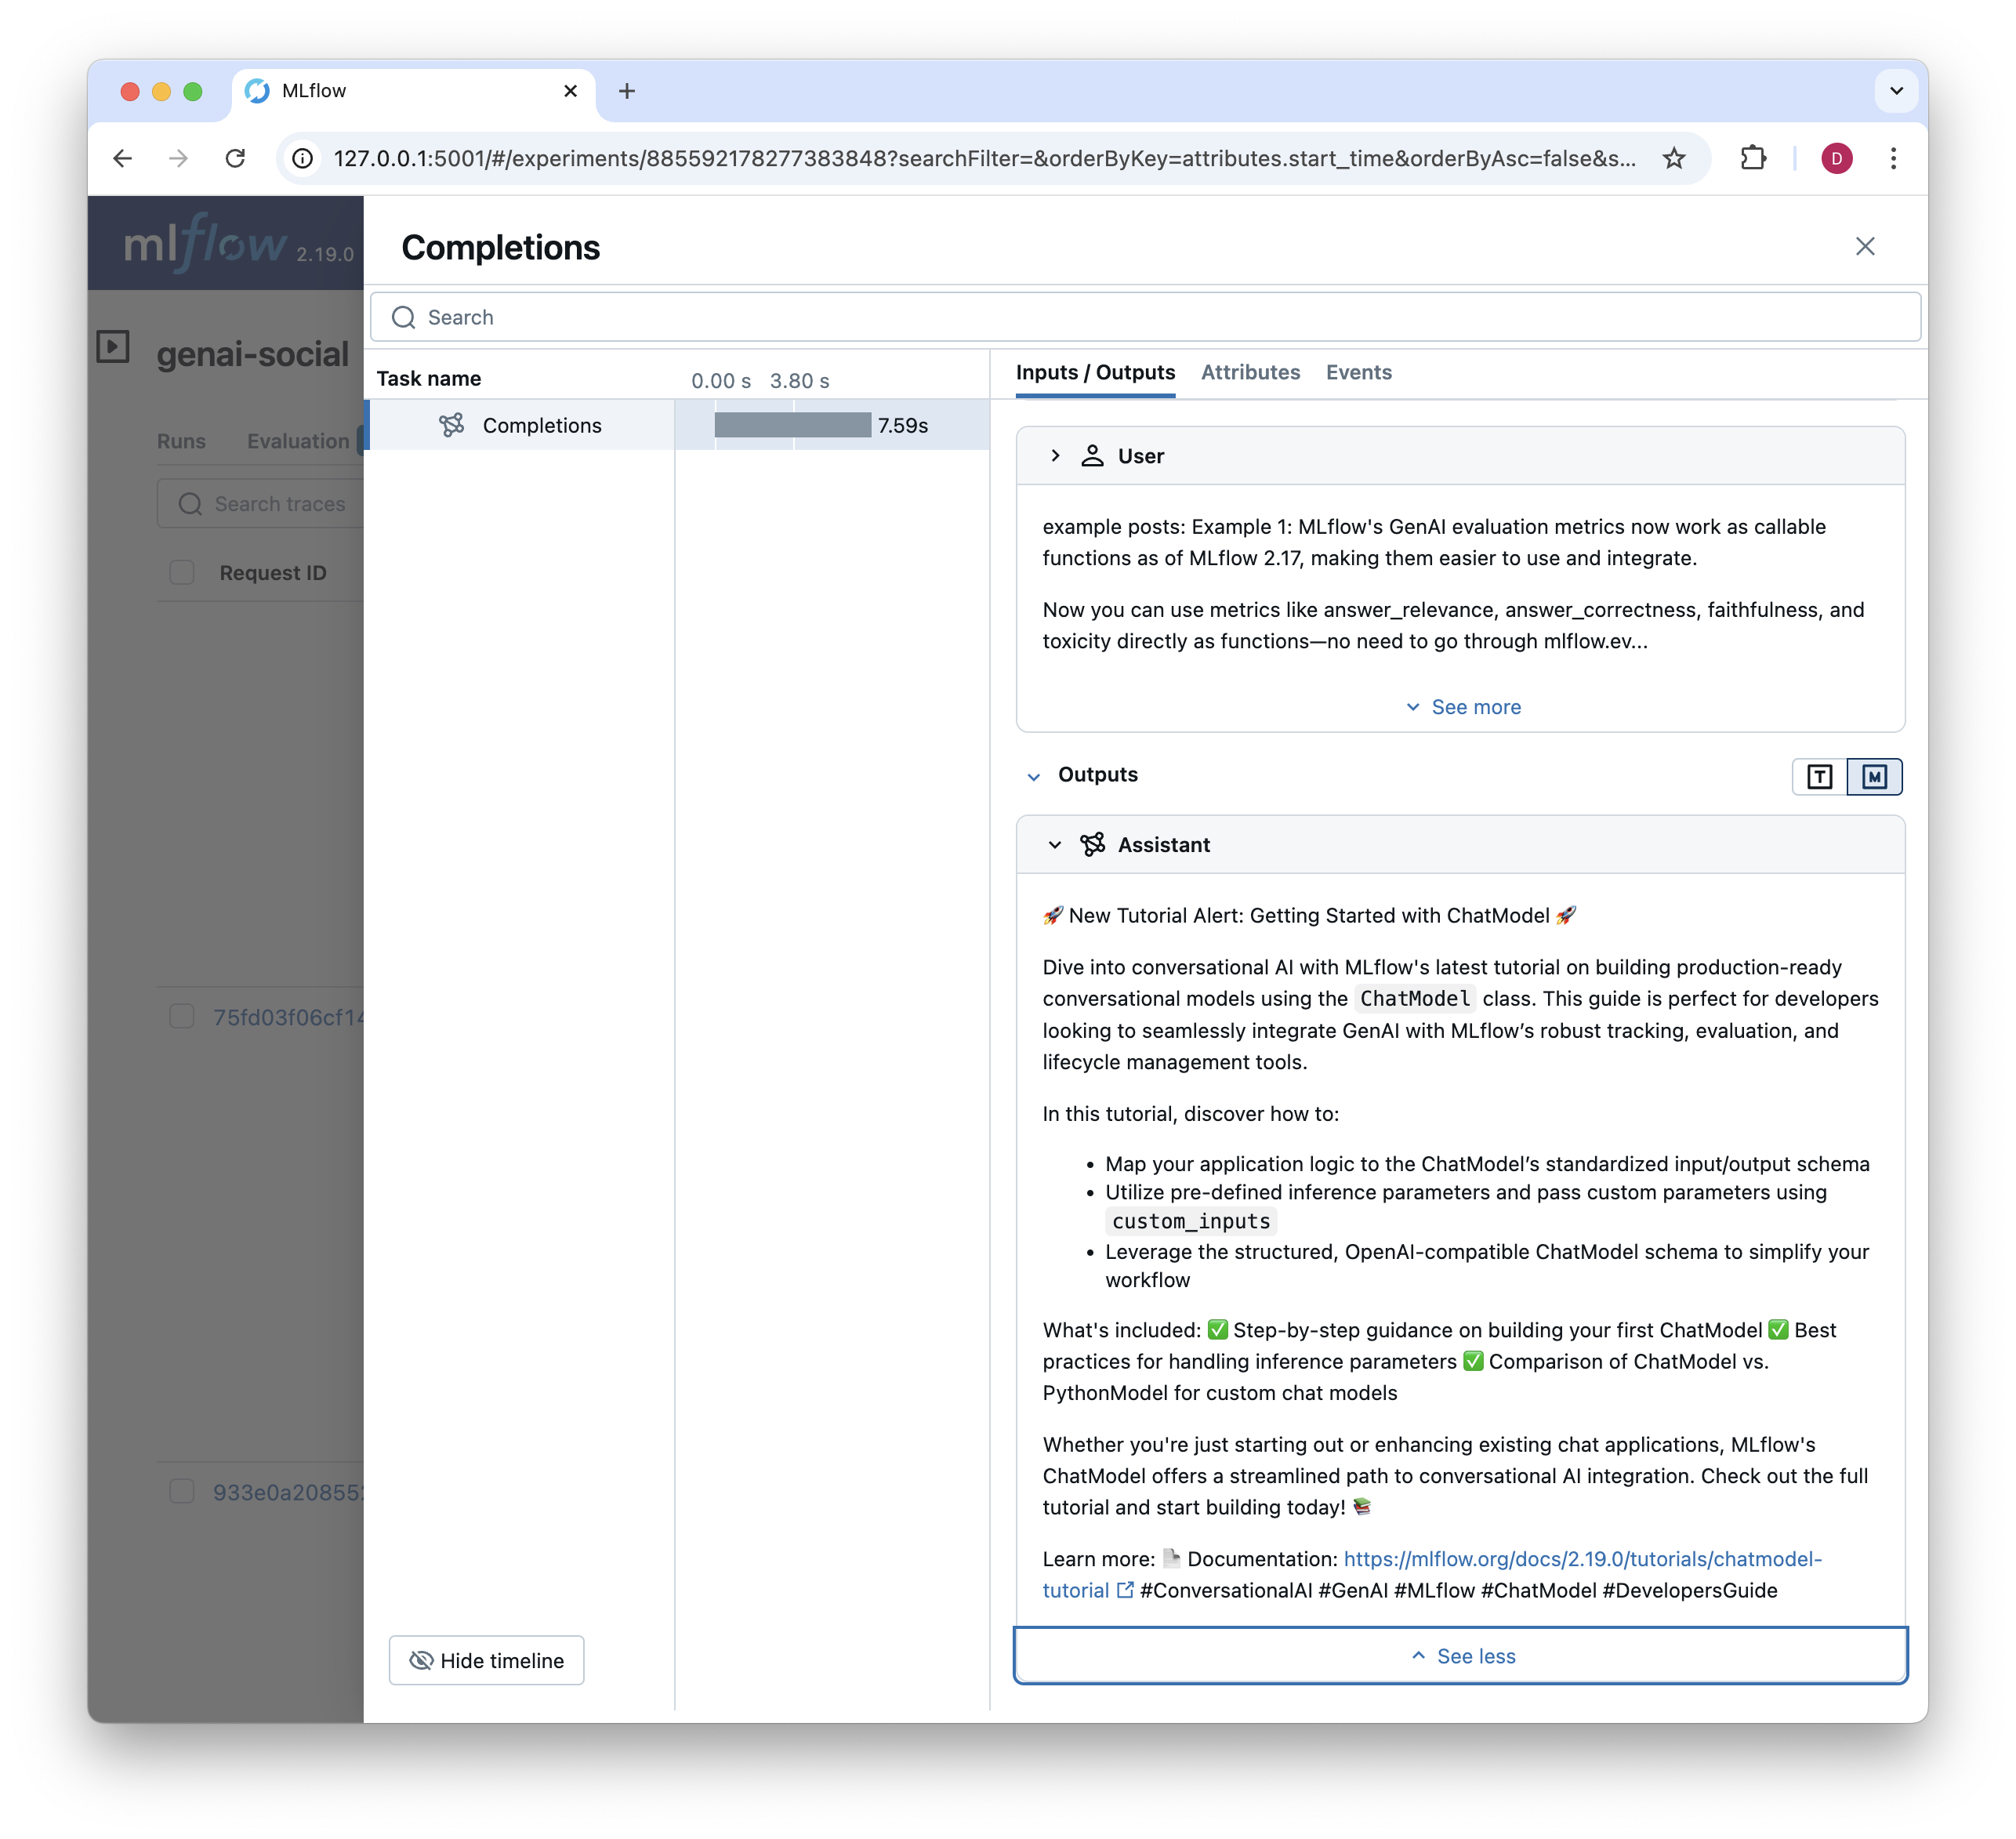 MLflow
127.0.0.1:5001/#/experiments/885592178277383848?searchFilter=&orderByKey=attributes.start_time&orderByAsc=false&s...
D
mlflow 2.19.0
genai-social
Runs Evaluation
Search traces
Request ID
75fd03f06cf14
933e0a20855
Completions
Search
Task name 0.00 s 3.80 s
Completions 7.59s
Hide timeline
Inputs / Outputs Attributes Events
User
example posts: Example 1: MLflow's GenAI evaluation metrics now work as callable
functions as of MLflow 2.17, making them easier to use and integrate.
Now you can use metrics like answer_relevance, answer_correctness, faithfulness, and
toxicity directly as functions—no need to go through mlflow.ev...
See more
Outputs
T M
Assistant
🚀 New Tutorial Alert: Getting Started with ChatModel 🚀
Dive into conversational AI with MLflow's latest tutorial on building production-ready
conversational models using the ChatModel class. This guide is perfect for developers
looking to seamlessly integrate GenAI with MLflow’s robust tracking, evaluation, and
lifecycle management tools.
In this tutorial, discover how to:
• Map your application logic to the ChatModel’s standardized input/output schema
• Utilize pre-defined inference parameters and pass custom parameters using
custom_inputs
• Leverage the structured, OpenAI-compatible ChatModel schema to simplify your
workflow
What's included: ✅ Step-by-step guidance on building your first ChatModel ✅ Best
practices for handling inference parameters ✅ Comparison of ChatModel vs.
PythonModel for custom chat models
Whether you're just starting out or enhancing existing chat applications, MLflow's
ChatModel offers a streamlined path to conversational AI integration. Check out the full
tutorial and start building today! 📚
Learn more: 📄 Documentation: https://mlflow.org/docs/2.19.0/tutorials/chatmodel-
tutorial #ConversationalAI #GenAI #MLflow #ChatModel #DevelopersGuide
See less